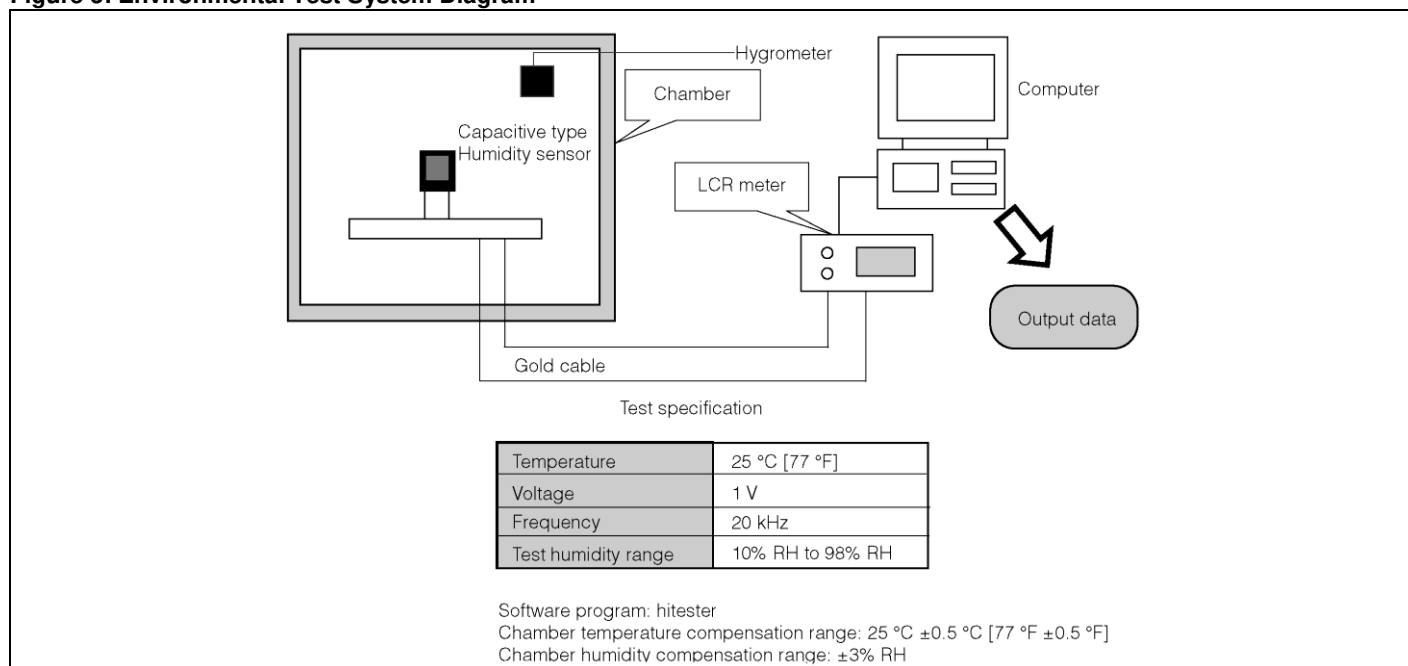 Figure 3. Environmental Test System Diagram
Hygrometer
Computer
Chamber
Capacitive type
Humidity sensor
LCR meter
Output data
Gold cable
Test specification
Temperature 25 °C [77 °F]
Voltage 1 V
Frequency 20 kHz
Test humidity range 10% RH to 98% RH
Software program: hitester
Chamber temperature compensation range: 25 °C ±0.5 °C [77 °F ±0.5 °F]
Chamber humidity compensation range: ±3% RH